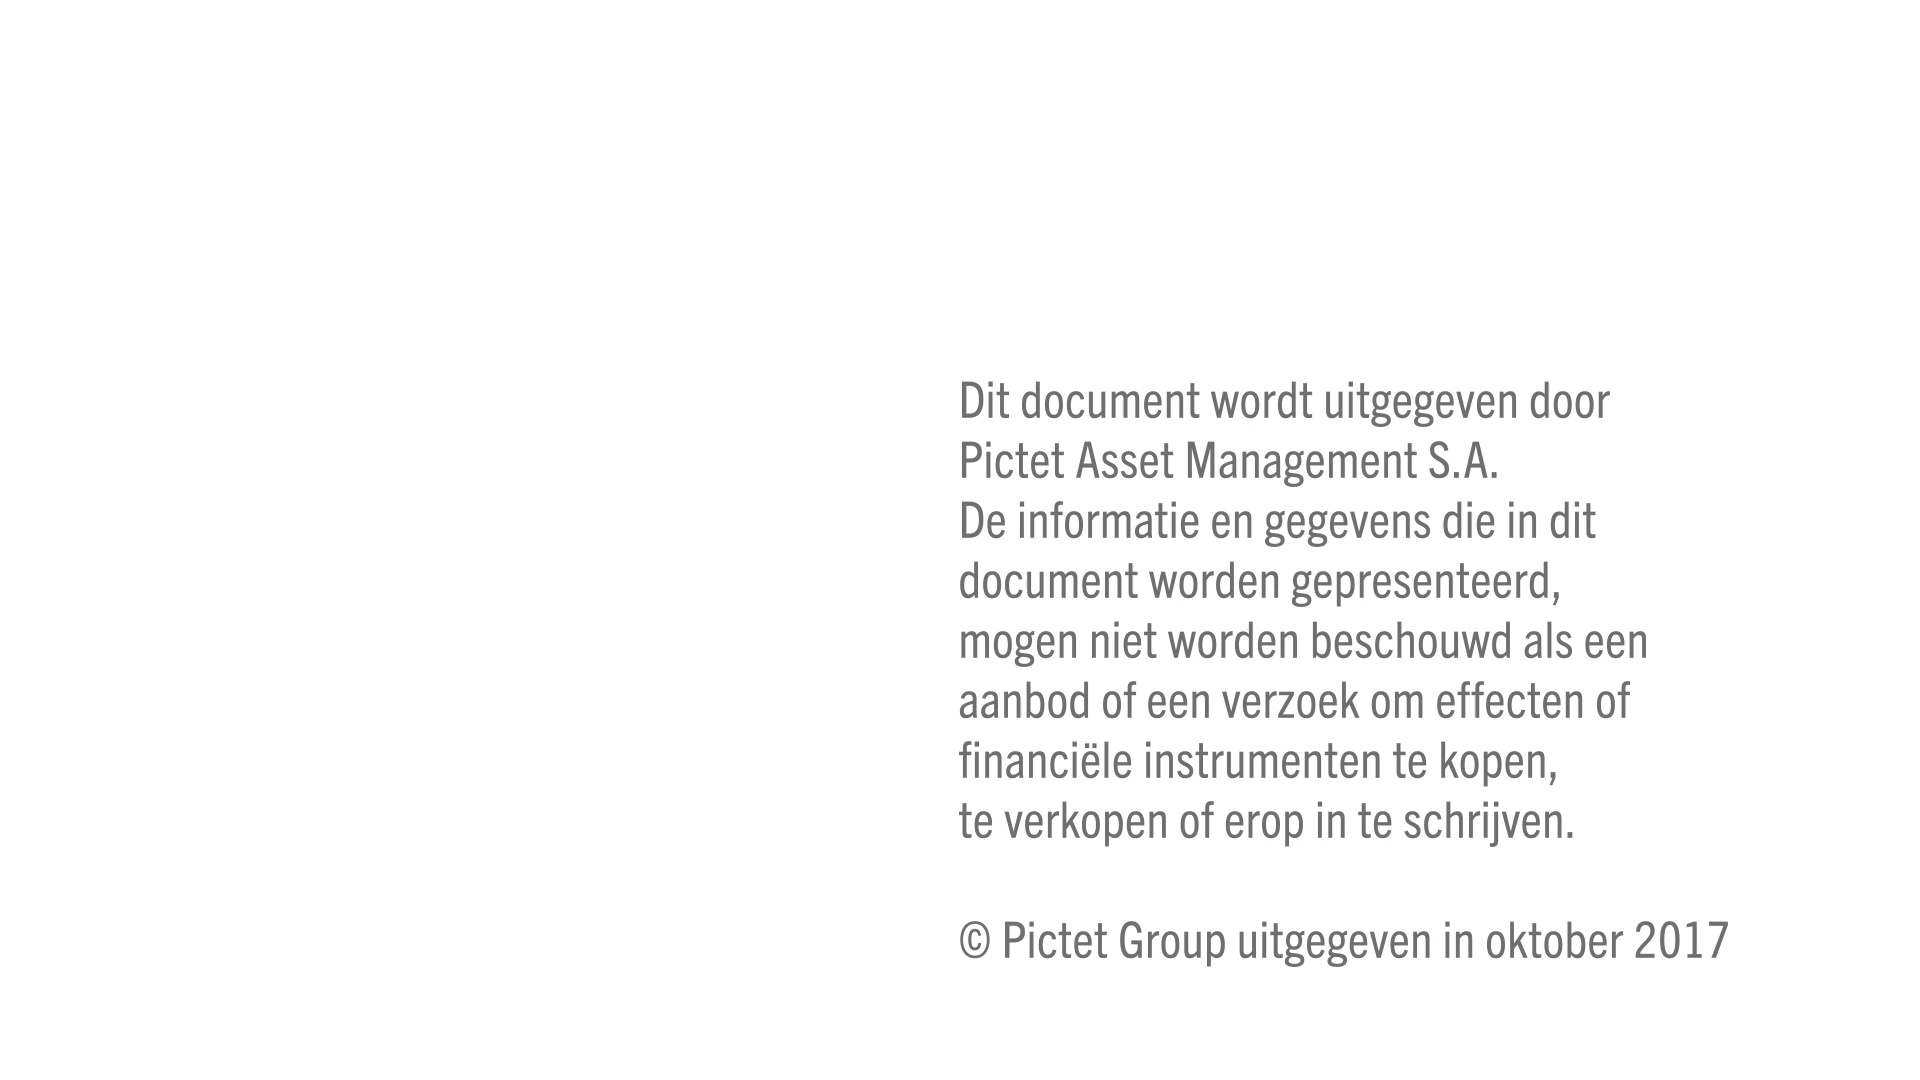 Dit document wordt uitgegeven door
Pictet Asset Management S.A.
De informatie en gegevens die in dit
document worden gepresenteerd,
mogen niet worden beschouwd als een
aanbod of een verzoek om effecten of
financiële instrumenten te kopen,
te verkopen of erop in te schrijven.
© Pictet Group uitgegeven in oktober 2017